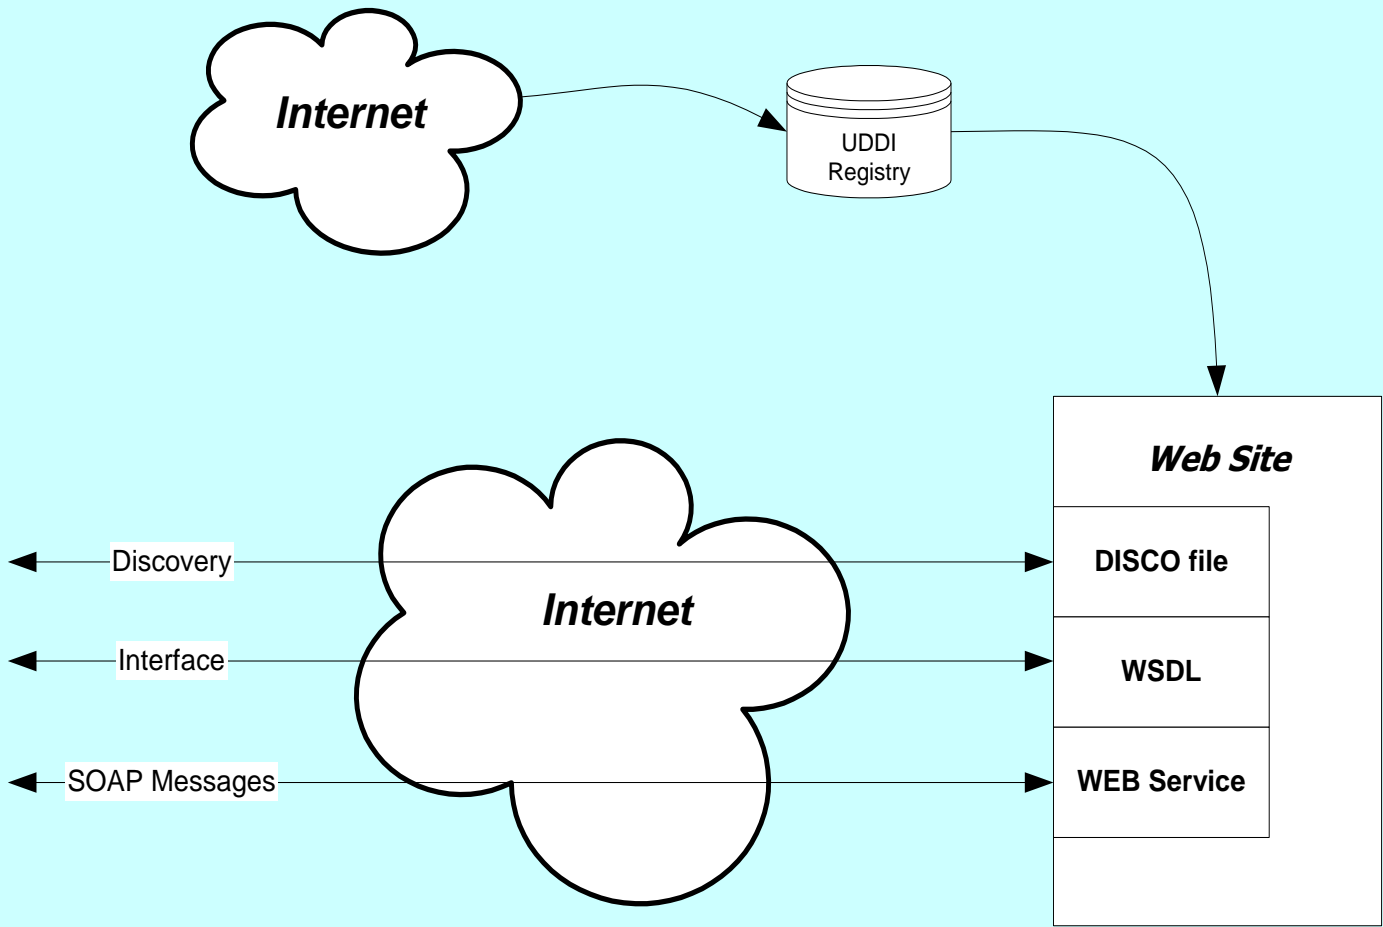 Internet
UDDI
Registry
Web Site
Discovery
DISCO file
Internet
Interface
WSDL
SOAP Messages
WEB Service